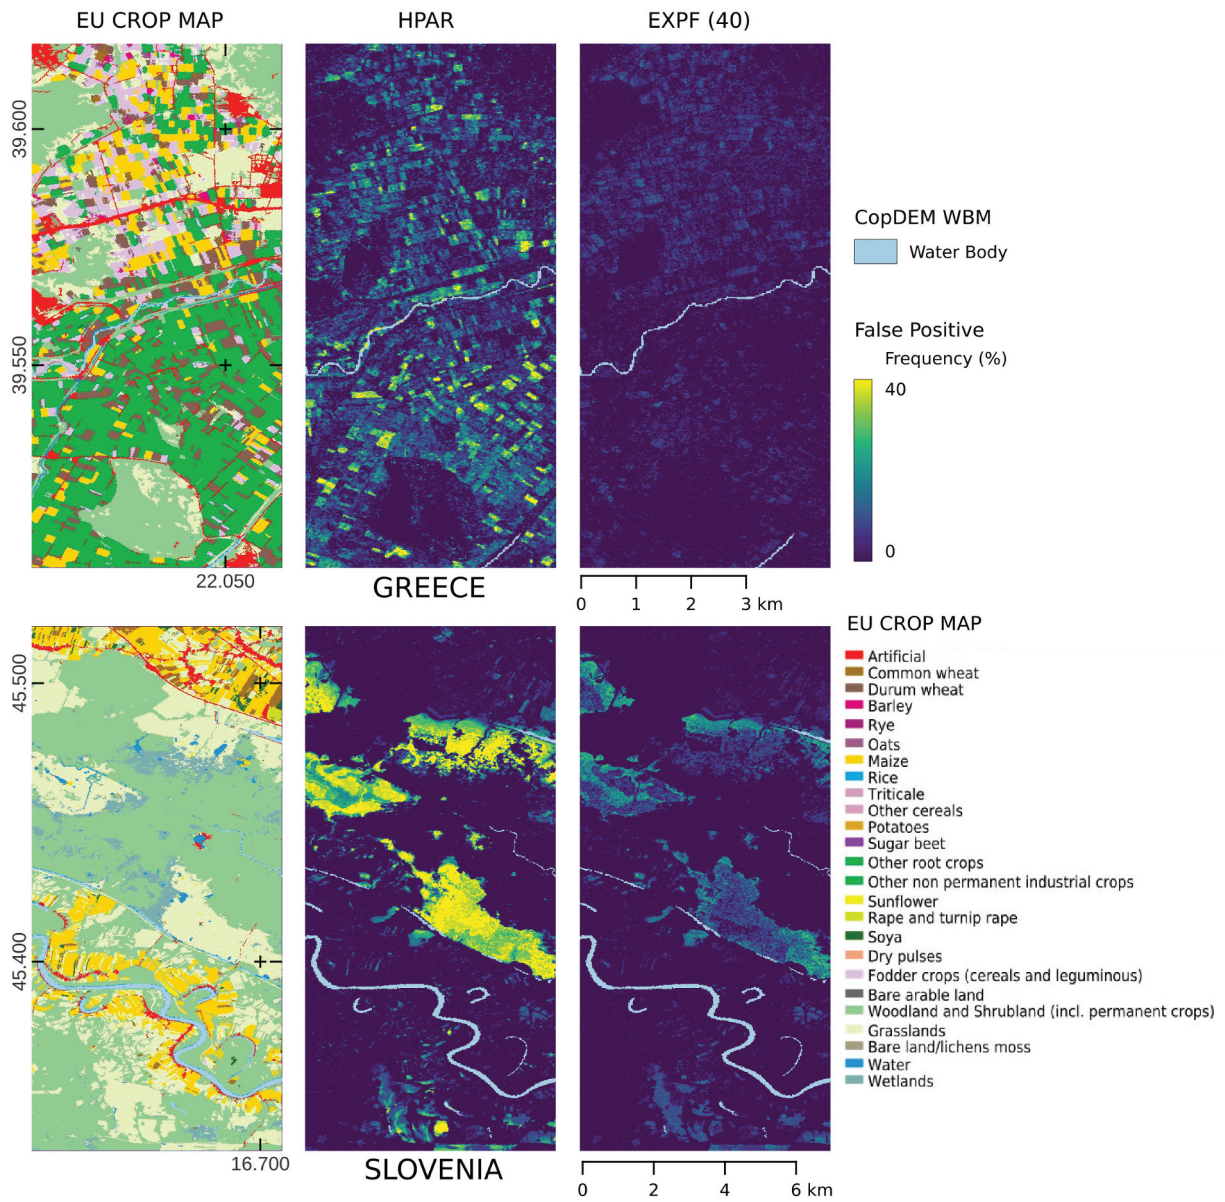 EU CROP MAP
HPAR
EXPF (40)
39.600
39.550
22.050
GREECE
0 1 2 3 km
CopDEM WBM
Water Body
False Positive
Frequency (%)
40
0
45.500
45.400
16.700
SLOVENIA
0 2 4 6 km
EU CROP MAP
Artificial
Common wheat
Durum wheat
Barley
Rye
Oats
Maize
Rice
Triticale
Other cereals
Potatoes
Sugar beet
Other root crops
Other non permanent industrial crops
Sunflower
Rape and turnip rape
Soya
Dry pulses
Fodder crops (cereals and leguminous)
Bare arable land
Woodland and Shrubland (incl. permanent crops)
Grasslands
Bare land/lichens moss
Water
Wetlands